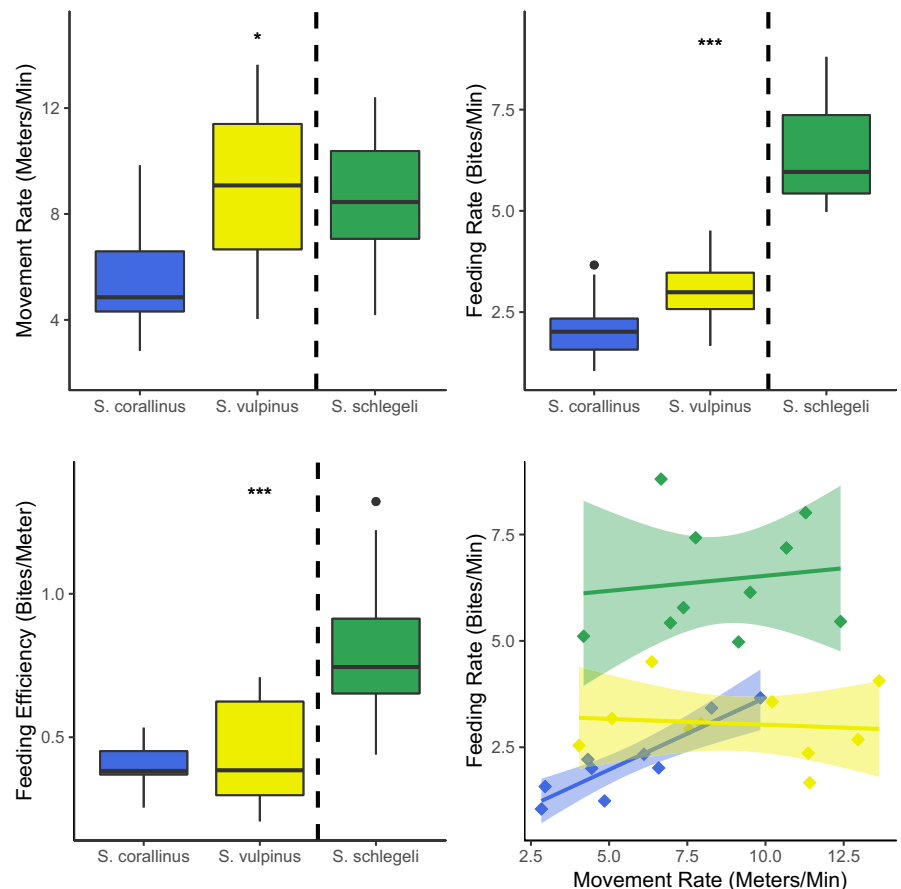 Movement Rate (Meters/Min)
12
8
4
*
S. corallinus S. vulpinus S. schlegeli
Feeding Rate (Bites/Min)
7.5
5.0
2.5
***
S. corallinus S. vulpinus S. schlegeli
Feeding Efficiency (Bites/Meter)
1.0
0.5
***
S. corallinus S. vulpinus S. schlegeli
Feeding Rate (Bites/Min)
7.5
5.0
2.5
2.5 5.0 7.5 10.0 12.5
Movement Rate (Meters/Min)